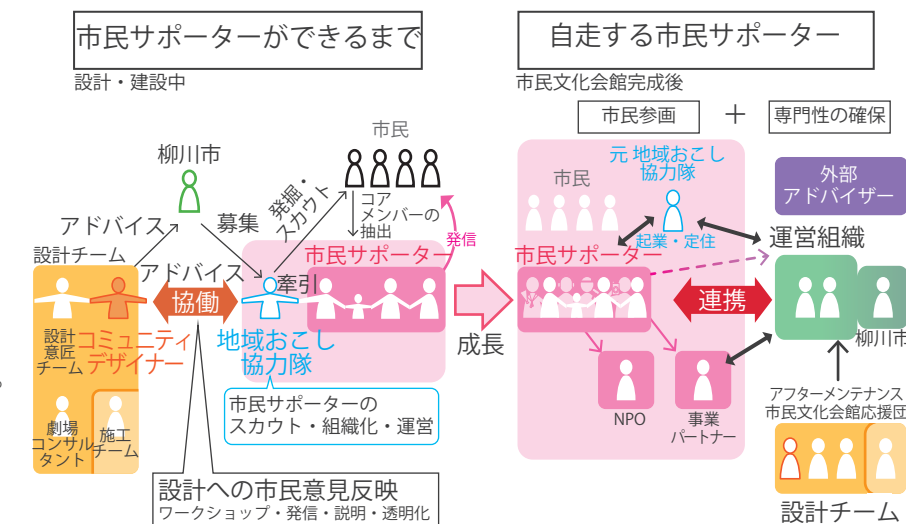 市民サポーターができるまで
設計・建設中
市民
柳川市
発掘・
スカウト
コア
メンバーの
抽出
アドバイス
募集
発信
設計チーム
アドバイス
市民サポーター
協働
牽引
設計
意匠
チーム
コミュニティ
デザイナー
地域おこし
協力隊
成長
市民サポーターの
スカウト・組織化・運営
劇場
コンサル
タント
施工
チーム
設計への市民意見反映
ワークショップ・発信・説明・透明化
自走する市民サポーター
市民文化会館完成後
市民参画
+
専門性の確保
元 地域おこし
協力隊
市民
外部
アドバイザー
起業・定住
運営組織
市民サポーター
連携
柳川市
NPO
事業
パートナー
アフターメンテナンス
市民文化会館応援団
設計チーム